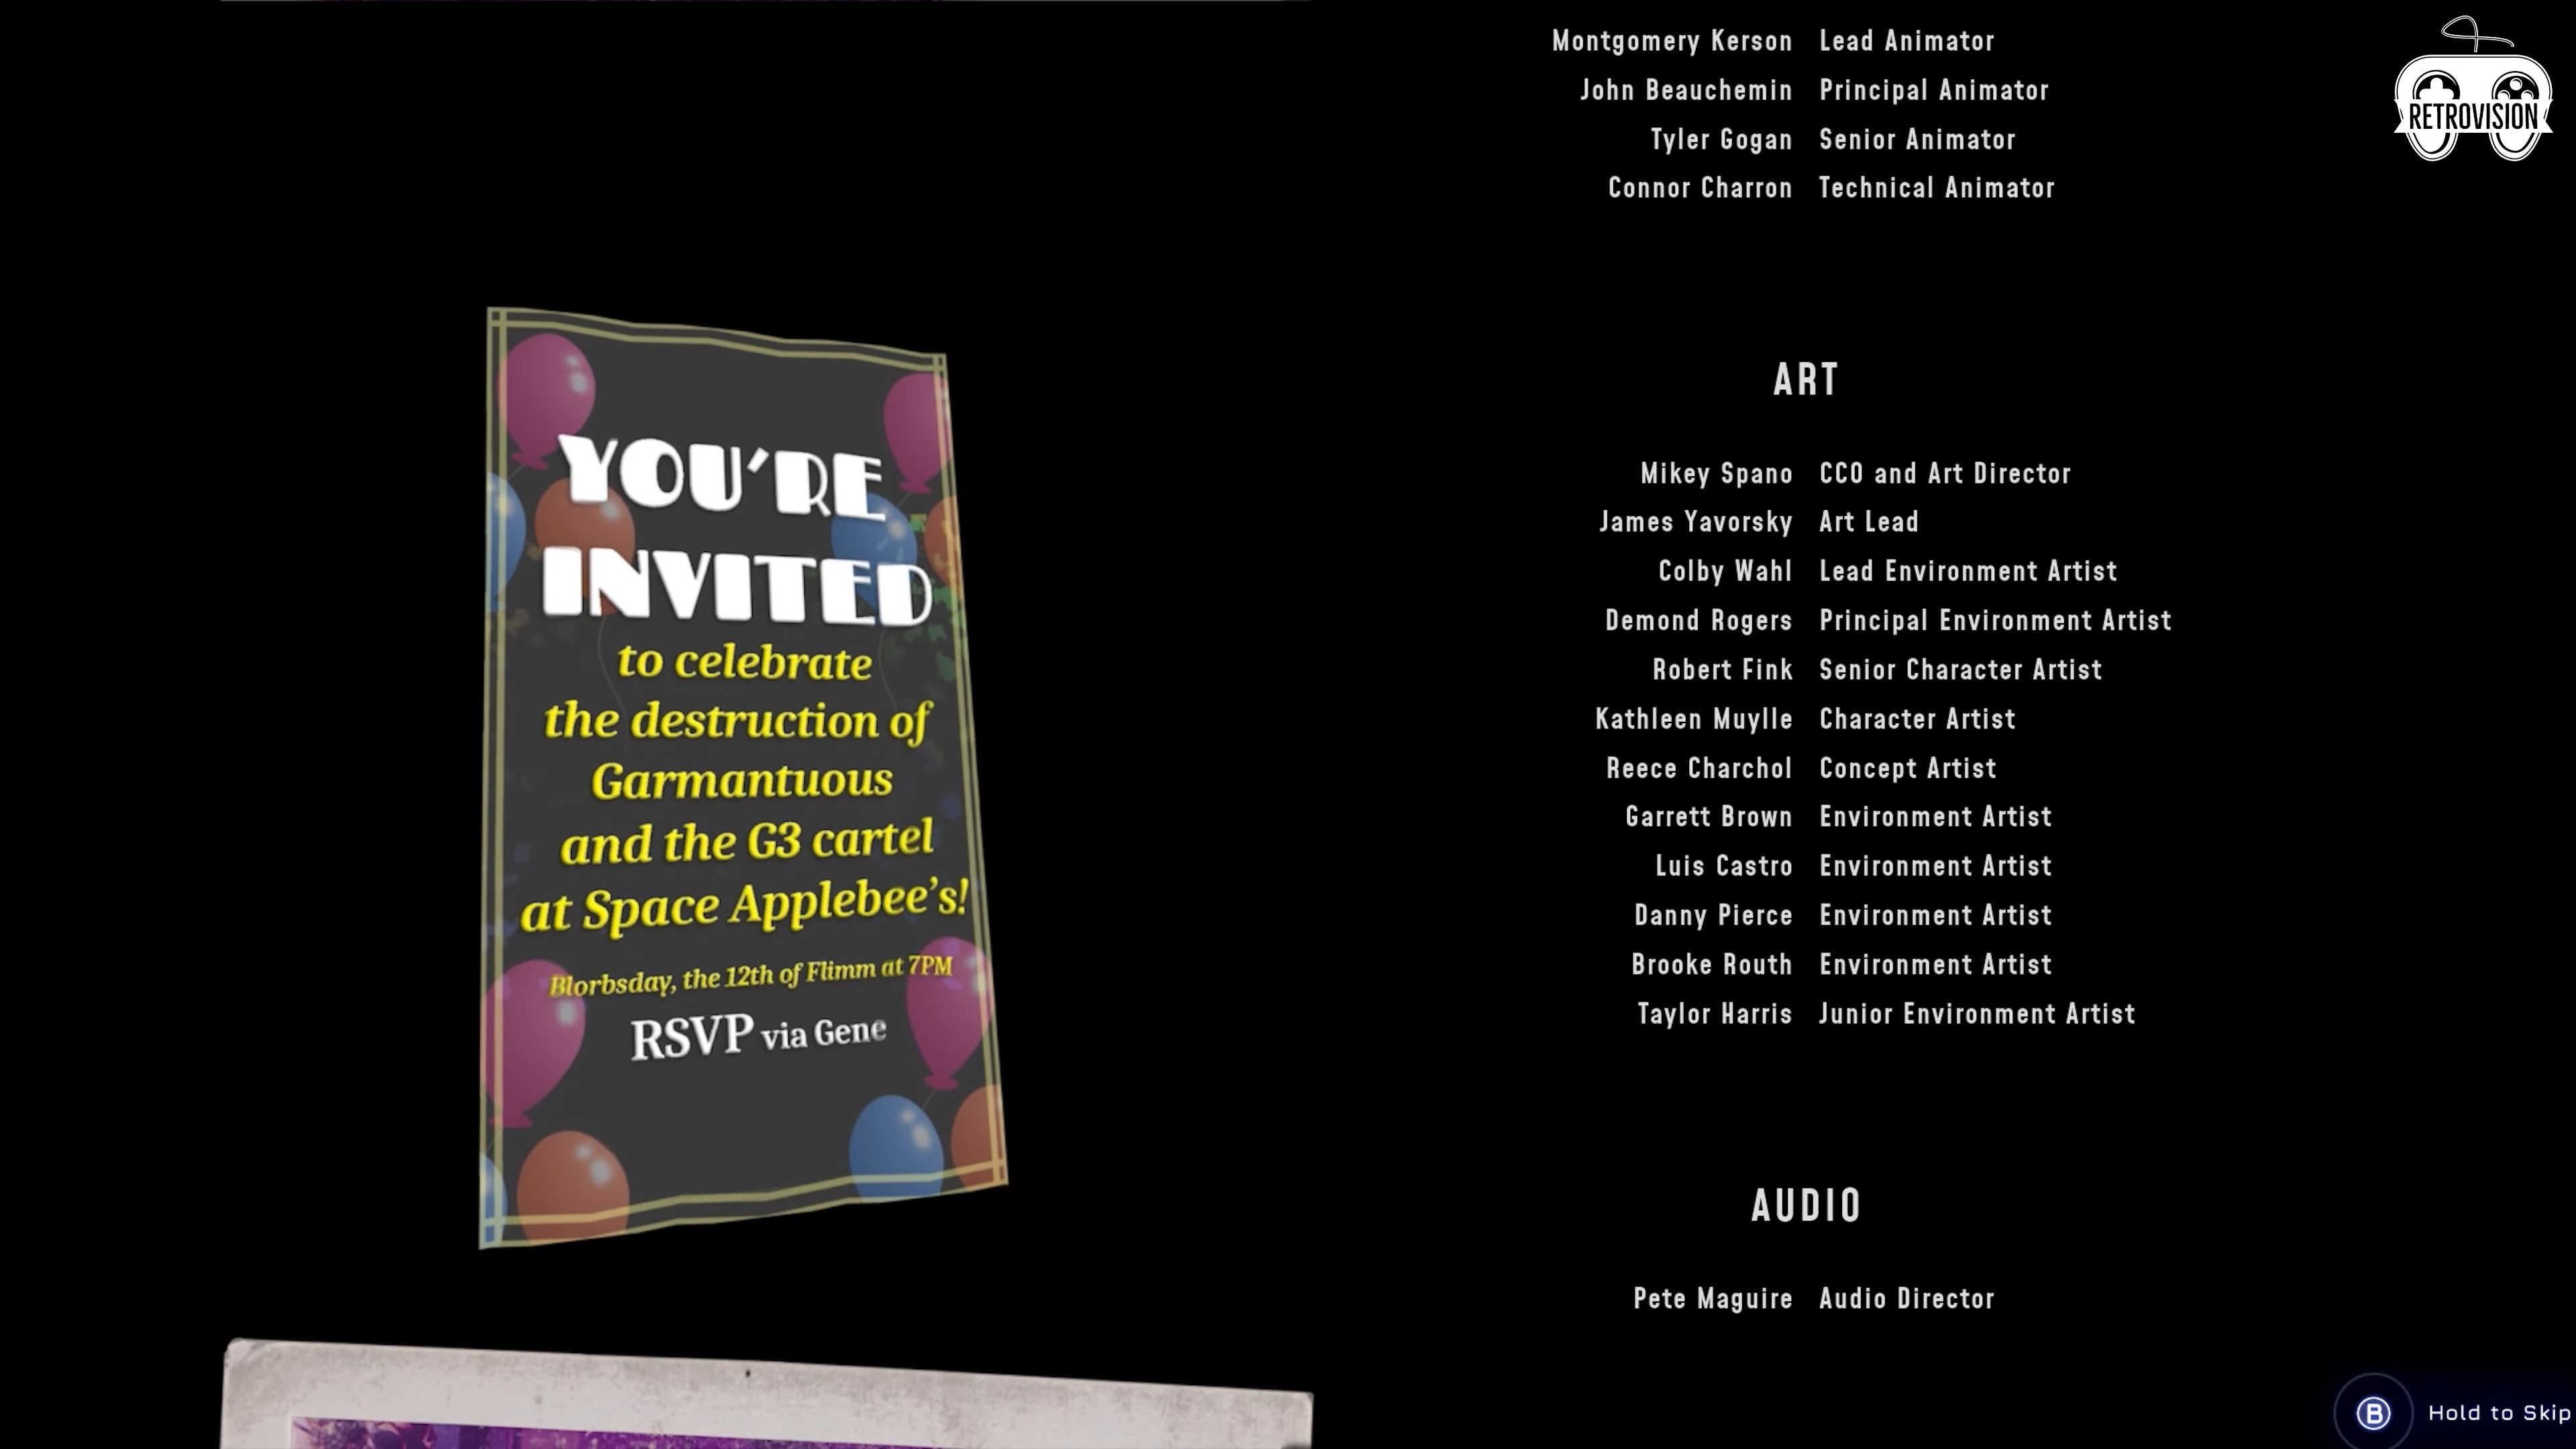 Montgomery Kerson Lead Animator
John Beauchemin Principal Animator
Tyler Gogan Senior Animator
Connor Charron Technical Animator
RETROVISION
YOU'RE
INVITED
to celebrate
the destruction of
Garmantuous
and the G3 cartel
at Space Applebee's!
Blorbsday, the 12th of Flimm at 7PM
RSVP via Gene
ART
Mikey Spano CCO and Art Director
James Yavorsky Art Lead
Colby Wahl Lead Environment Artist
Demond Rogers Principal Environment Artist
Robert Fink Senior Character Artist
Kathleen Muylle Character Artist
Reece Charchol Concept Artist
Garrett Brown Environment Artist
Luis Castro Environment Artist
Danny Pierce Environment Artist
Brooke Routh Environment Artist
Taylor Harris Junior Environment Artist
AUDIO
Pete Maguire Audio Director
B Hold to Skip